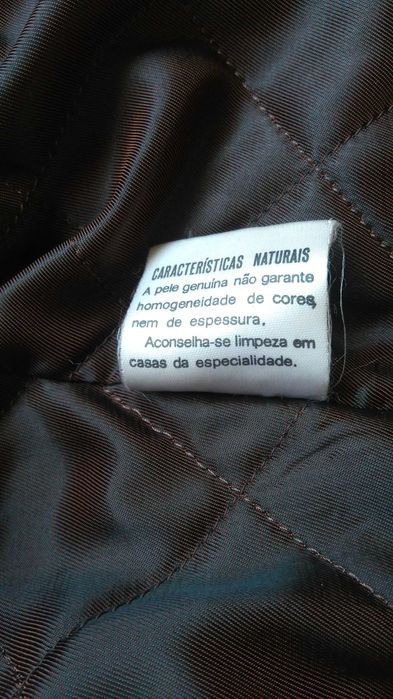 CARACTERÍSTICAS NATURAIS
A pele genuína não garante
homogeneidade de cores,
nem de espessura.
Aconselha-se limpeza em
casas da especialidade.